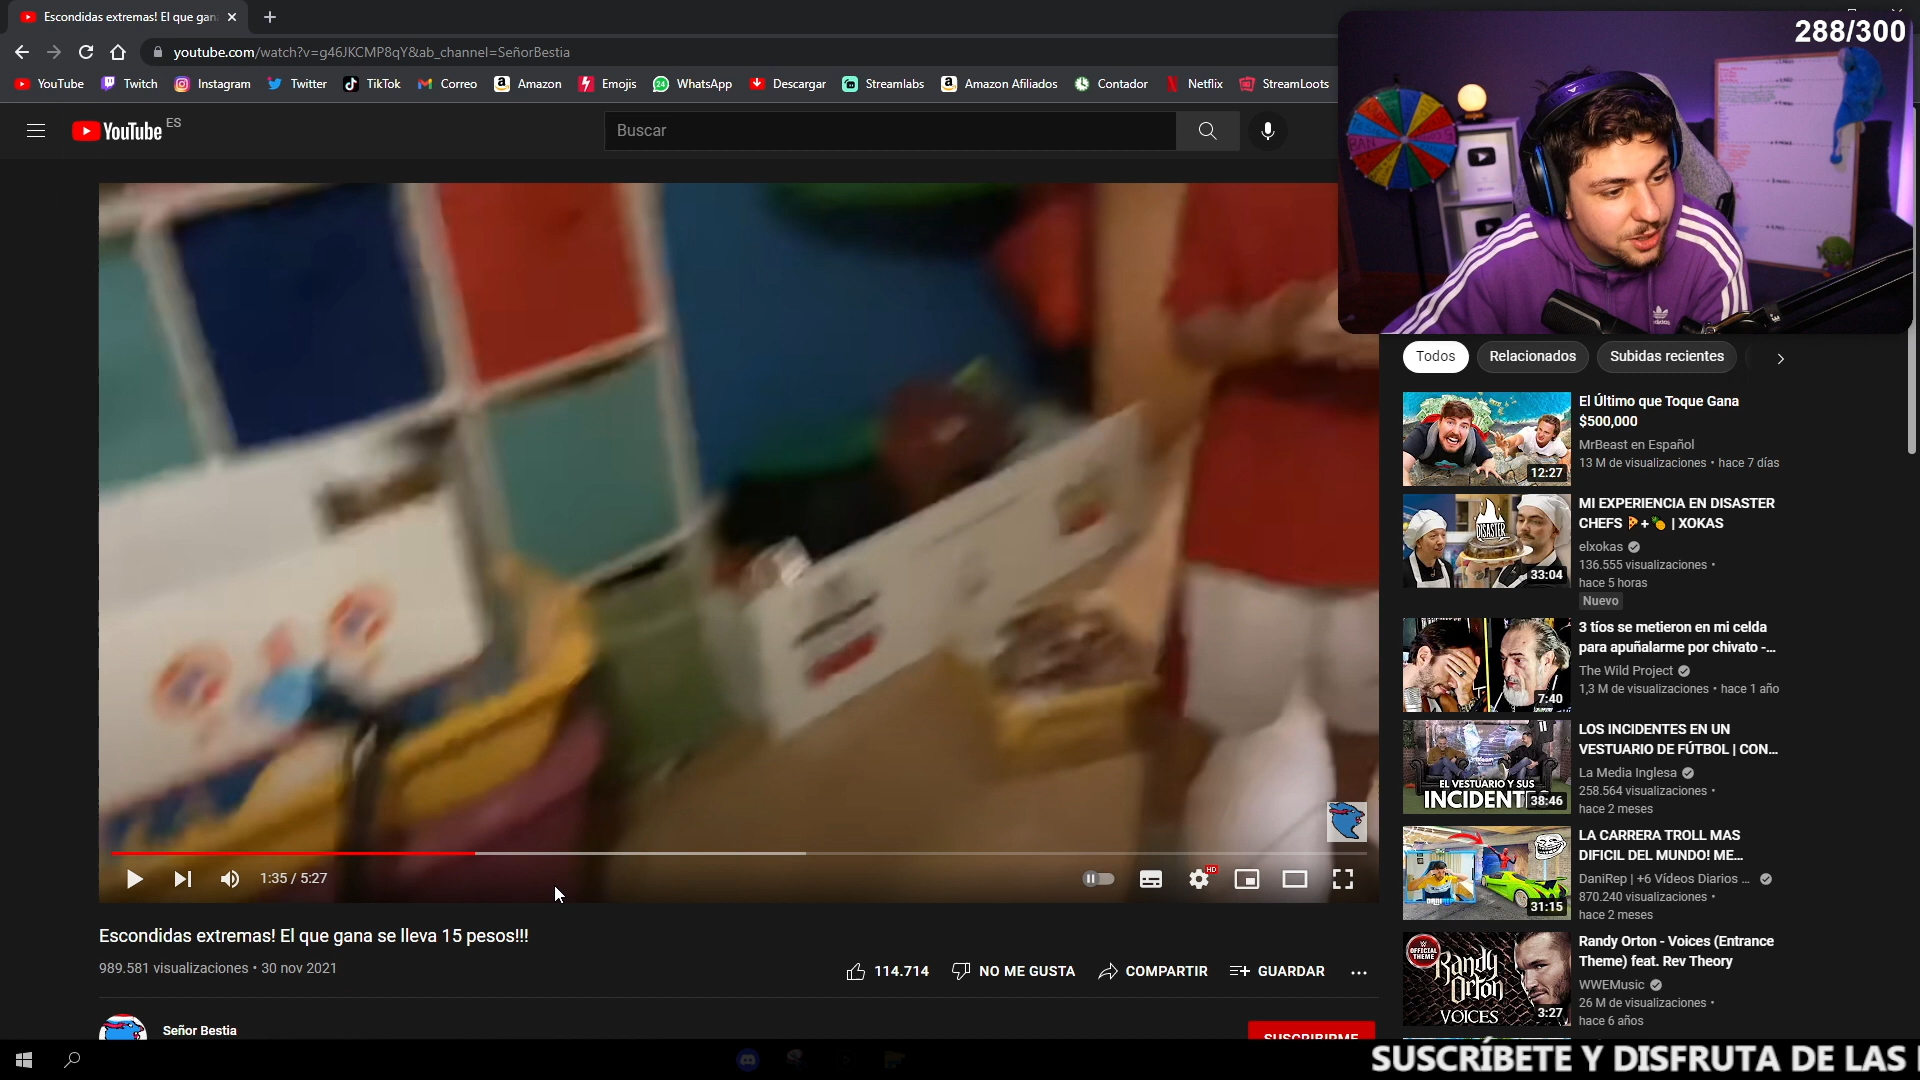 Escondidas extremas! El que gan
youtube.com/watch?v=g46JKCMP8qY&ab_channel=SeñorBestia
YouTube
Twitch
Instagram
Twitter
TikTok
Correo
Amazon
Emojis
WhatsApp
Descargar
Streamlabs
Amazon Afiliados
Contador
Netflix
StreamLoots
288/300
YouTube ES
Buscar
Todos
Relacionados
Subidas recientes
El Último que Toque Gana
$500,000
MrBeast en Español
13 M de visualizaciones • hace 7 días
12:27
MI EXPERIENCIA EN DISASTER
CHEFS 🍕+🍍 | XOKAS
elxokas
136.555 visualizaciones •
hace 5 horas
Nuevo
DISASTER
33:04
3 tíos se metieron en mi celda
para apuñalarme por chivato -...
The Wild Project
1,3 M de visualizaciones • hace 1 año
7:40
LOS INCIDENTES EN UN
VESTUARIO DE FÚTBOL | CON...
La Media Inglesa
258.564 visualizaciones •
hace 2 meses
EL VESTUARIO Y SUS
INCIDENT
38:46
LA CARRERA TROLL MAS
DIFICIL DEL MUNDO! ME...
DaniRep | +6 Vídeos Diarios ...
870.240 visualizaciones •
hace 2 meses
31:15
Randy Orton - Voices (Entrance
Theme) feat. Rev Theory
WWEMusic
26 M de visualizaciones •
hace 6 años
OFFICIAL
THEME
Randy
Orton
VOICES
3:27
1:35 / 5:27
HD
Escondidas extremas! El que gana se lleva 15 pesos!!!
989.581 visualizaciones • 30 nov 2021
114.714
NO ME GUSTA
COMPARTIR
GUARDAR
Señor Bestia
SUSCRIBIRME
SUSCRÍBETE Y DISFRUTA DE LAS